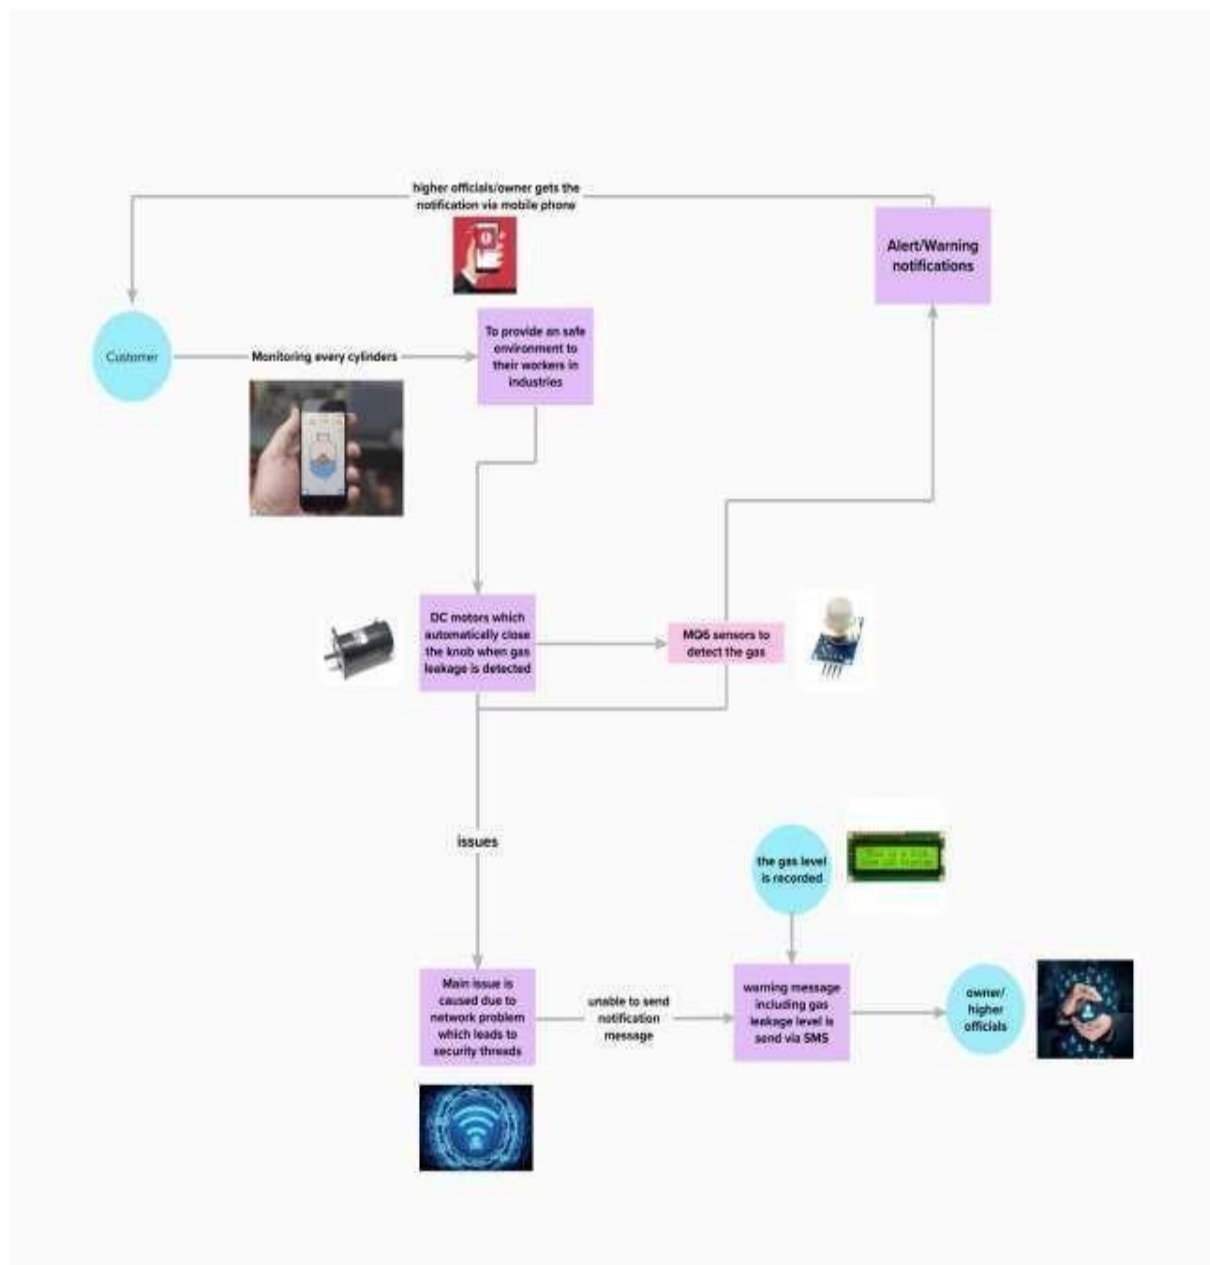 higher officials/owner gets the
notification via mobile phone
Alert/Warning
notifications
Customer
Monitoring every cylinders
To provide an safe
environment to
their workers in
industries
DC motors which
automatically close
the knob when gas
leakage is detected
MQ6 sensors to
detect the gas
issues
the gas level
is recorded
Main issue is
caused due to
network problem
which leads to
security threads
unable to send
notification
message
warning message
including gas
leakage level is
send via SMS
owner/
higher
officials